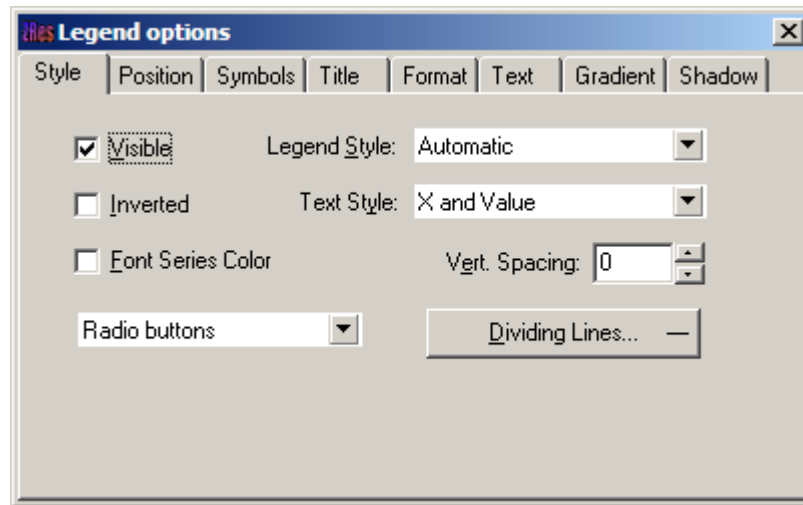 2Res Legend options
Style Position Symbols Title Format Text Gradient Shadow
Visible Legend Style: Automatic
Inverted Text Style: X and Value
Font Series Color Vert. Spacing: 0
Radio buttons Dividing Lines...